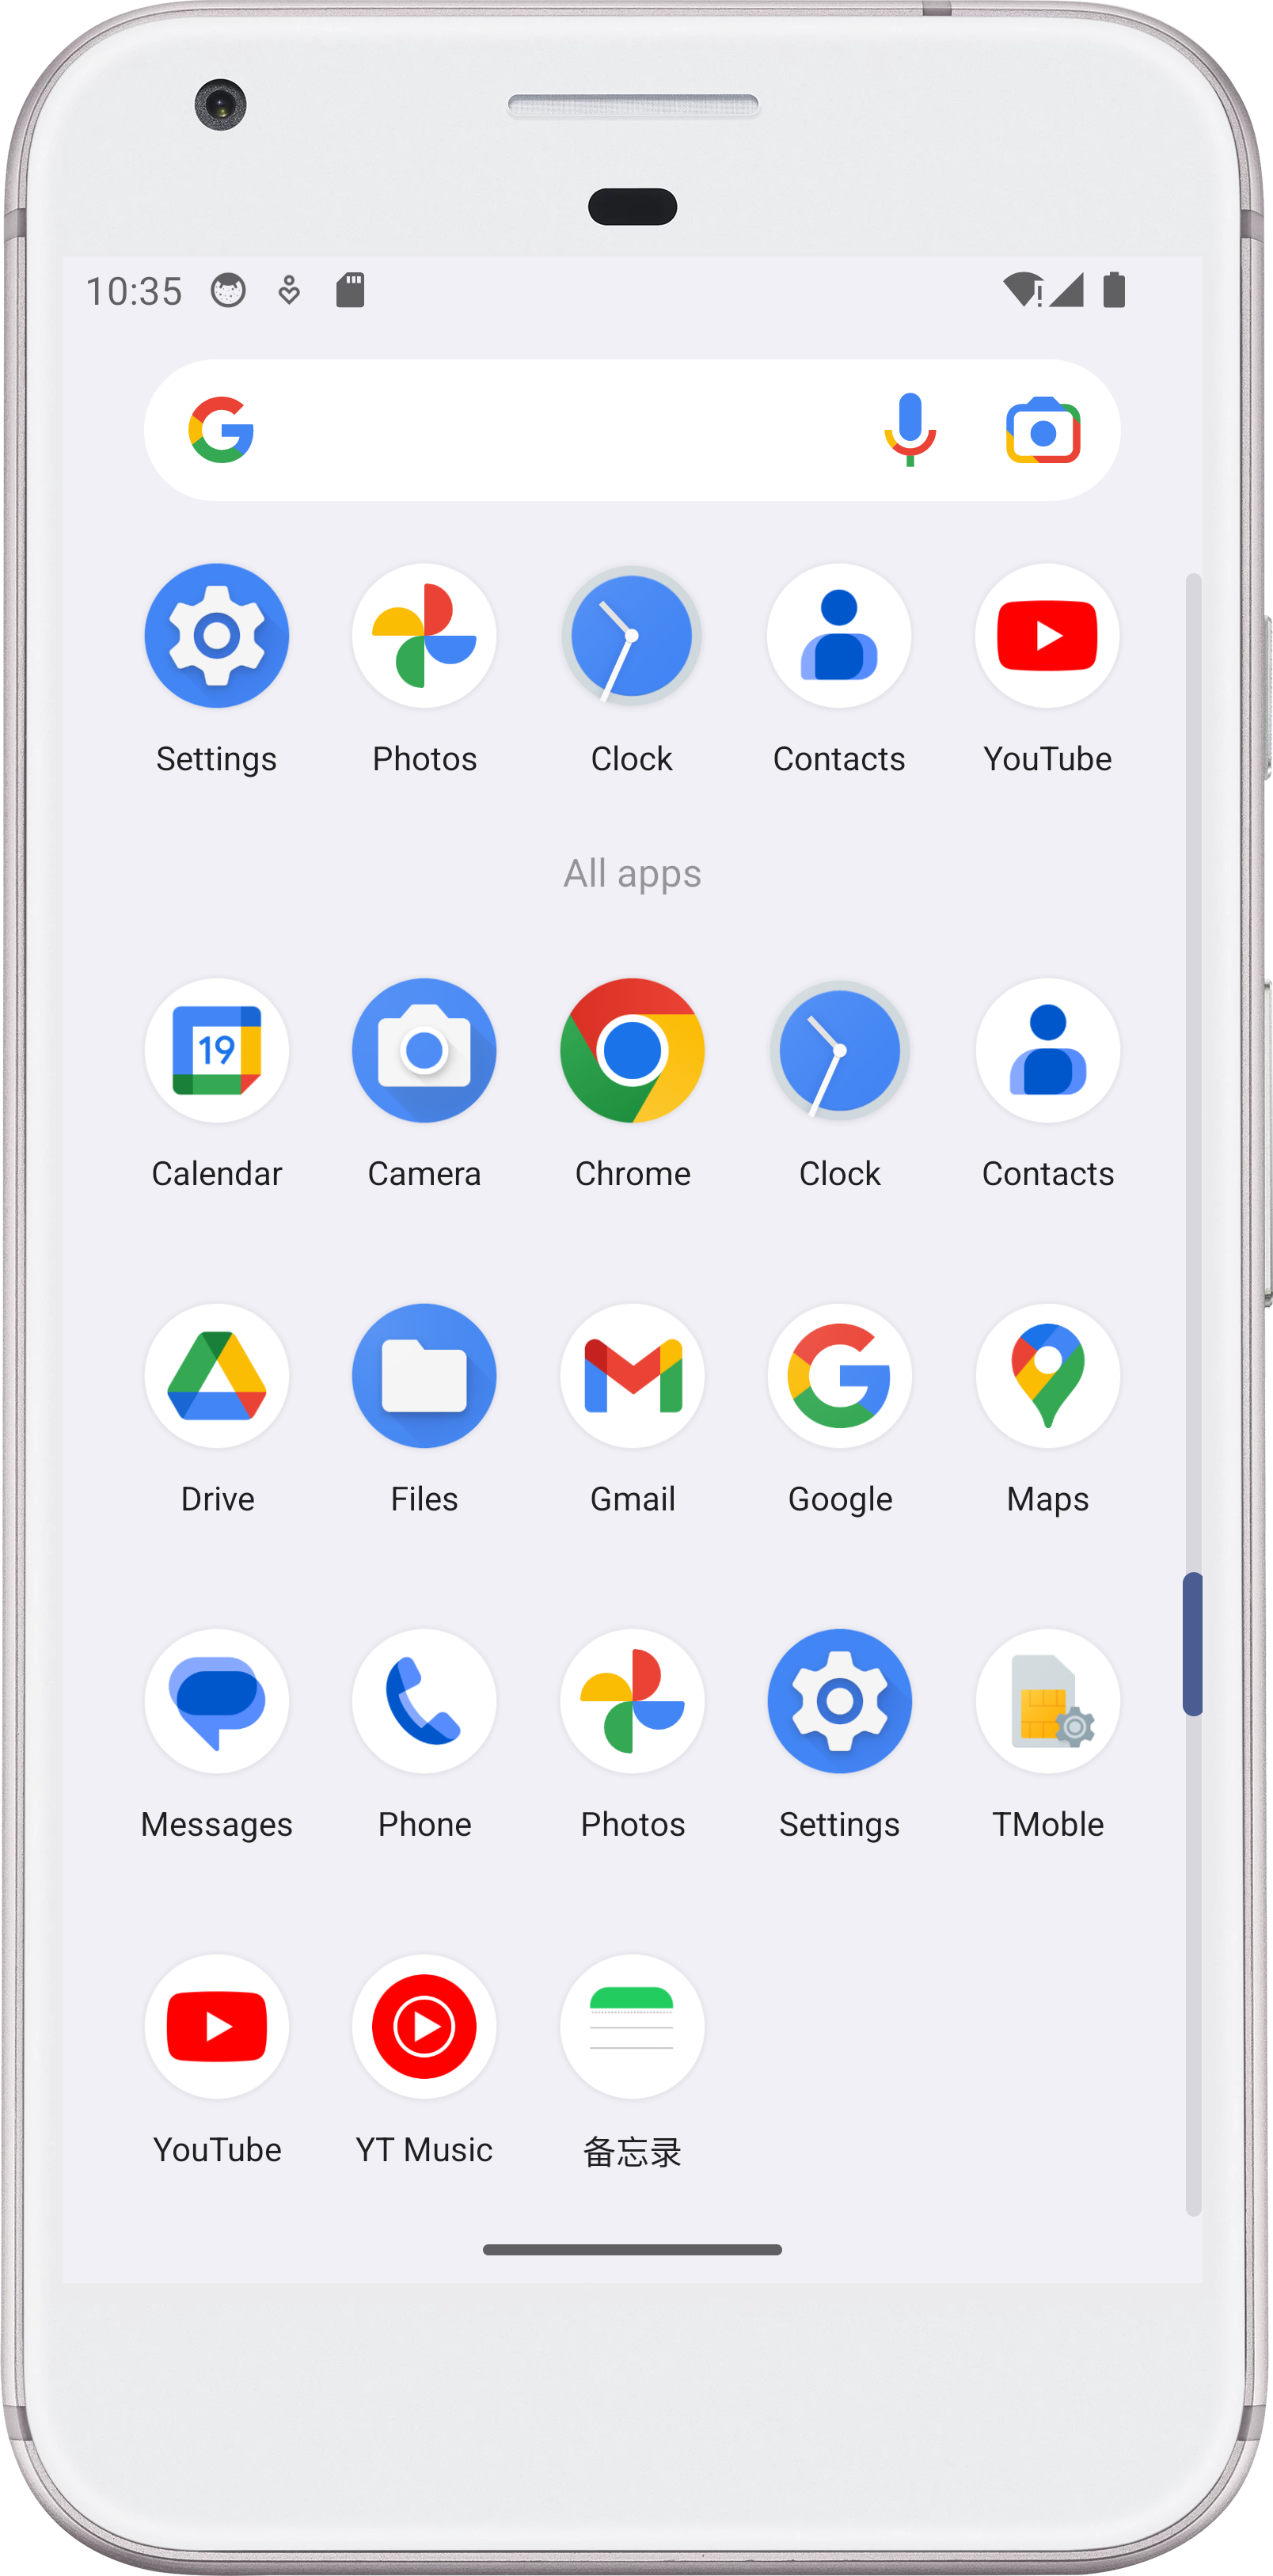 10:35
Settings Photos Clock Contacts YouTube
All apps
19
Calendar Camera Chrome Clock Contacts
Drive Files Gmail Google Maps
Messages Phone Photos Settings TMoble
YouTube YT Music 备忘录